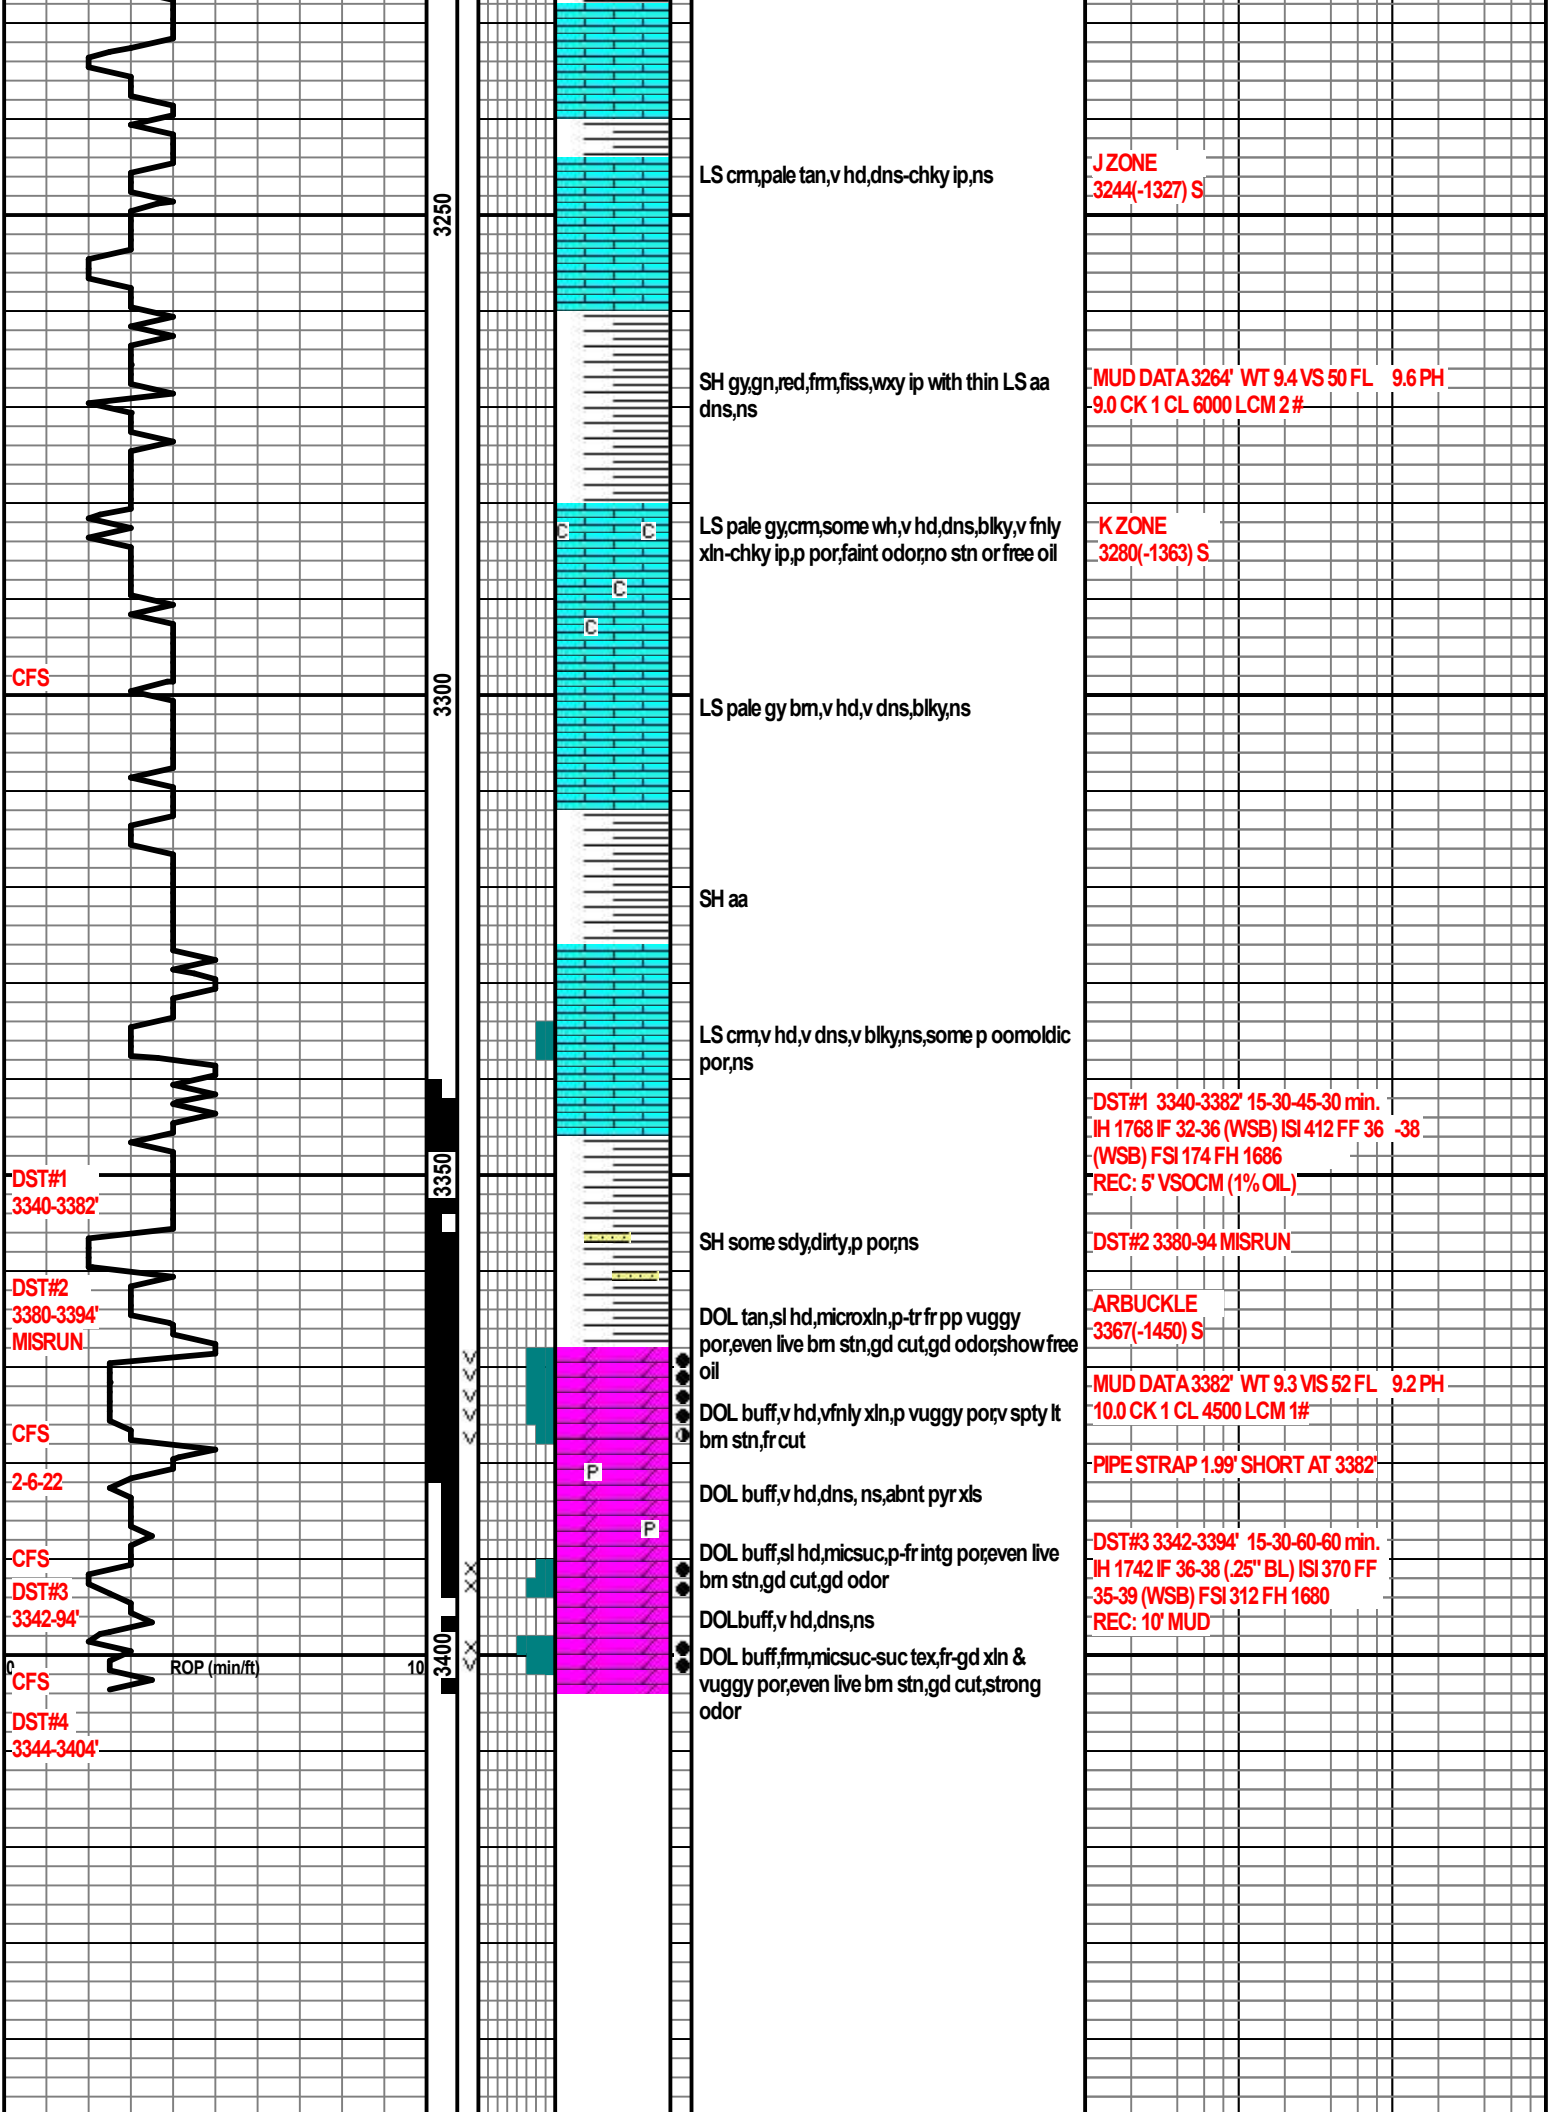 LS crm,pale tan,v hd,dns-chky ip,ns
J ZONE
3244(-1327) S
3250
SH gy,gn,red,frm,fiss,wxy ip with thin LS aa
dns,ns
MUD DATA 3264' WT 9.4 VS 50 FL 9.6 PH
9.0 CK 1 CL 6000 LCM 2 #
C C
C
C
LS pale gy,crm,some wh,v hd,dns,blky,v fnly
xln-chky ip,p por,faint odor,no stn or free oil
K ZONE
3280(-1363) S
CFS
3300
LS pale gy brn,v hd,v dns,blky,ns
SH aa
LS crm,v hd,v dns,v blky,ns,some p oomoldic
por,ns
DST#1 3340-3382' 15-30-45-30 min.
IH 1768 IF 32-36 (WSB) ISI 412 FF 36 -38
(WSB) FSI 174 FH 1686
REC: 5' VSOCM (1% OIL)
DST#1
3340-3382'
3350
SH some sdy,dirty,p por,ns
DST#2 3380-94 MISRUN
DST#2
3380-3394'
MISRUN
DOL tan,sl hd,microxln,p-tr fr pp vuggy
por,even live brn stn,gd cut,gd odor,show free
oil
ARBUCKLE
3367(-1450) S
V
V
V
V
V
DOL buff,v hd,vfnly xln,p vuggy por,v spty lt
brn stn,fr cut
MUD DATA 3382' WT 9.3 VIS 52 FL 9.2 PH
10.0 CK 1 CL 4500 LCM 1#
CFS
PIPE STRAP 1.99' SHORT AT 3382'
2-6-22
P
P
DOL buff,v hd,dns, ns,abnt pyr xls
CFS
DST#3
3342-94'
X
X
DOL buff,sl hd,micsuc,p-fr intg por,even live
brn stn,gd cut,gd odor
DST#3 3342-3394' 15-30-60-60 min.
IH 1742 IF 36-38 (.25" BL) ISI 370 FF
35-39 (WSB) FSI 312 FH 1680
REC: 10' MUD
DOLbuff,v hd,dns,ns
0 ROP (min/ft) 10
3400
X
V
DOL buff,frm,micsuc-suc tex,fr-gd xln &
vuggy por,even live brn stn,gd cut,strong
odor
CFS
DST#4
3344-3404'